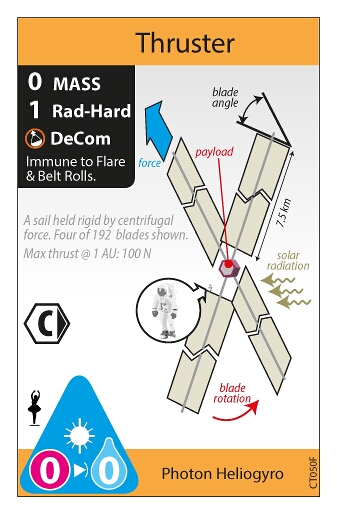 Thruster
0 MASS
1 Rad-Hard
DeCom
Immune to Flare
& Belt Rolls.
blade
angle
payload
force
7.5 km
A sail held rigid by centrifugal
force. Four of 192 blades shown.
Max thrust @ 1 AU: 100 N
solar
radiation
C
blade
rotation
0 0
Photon Heliogyro
CT050F